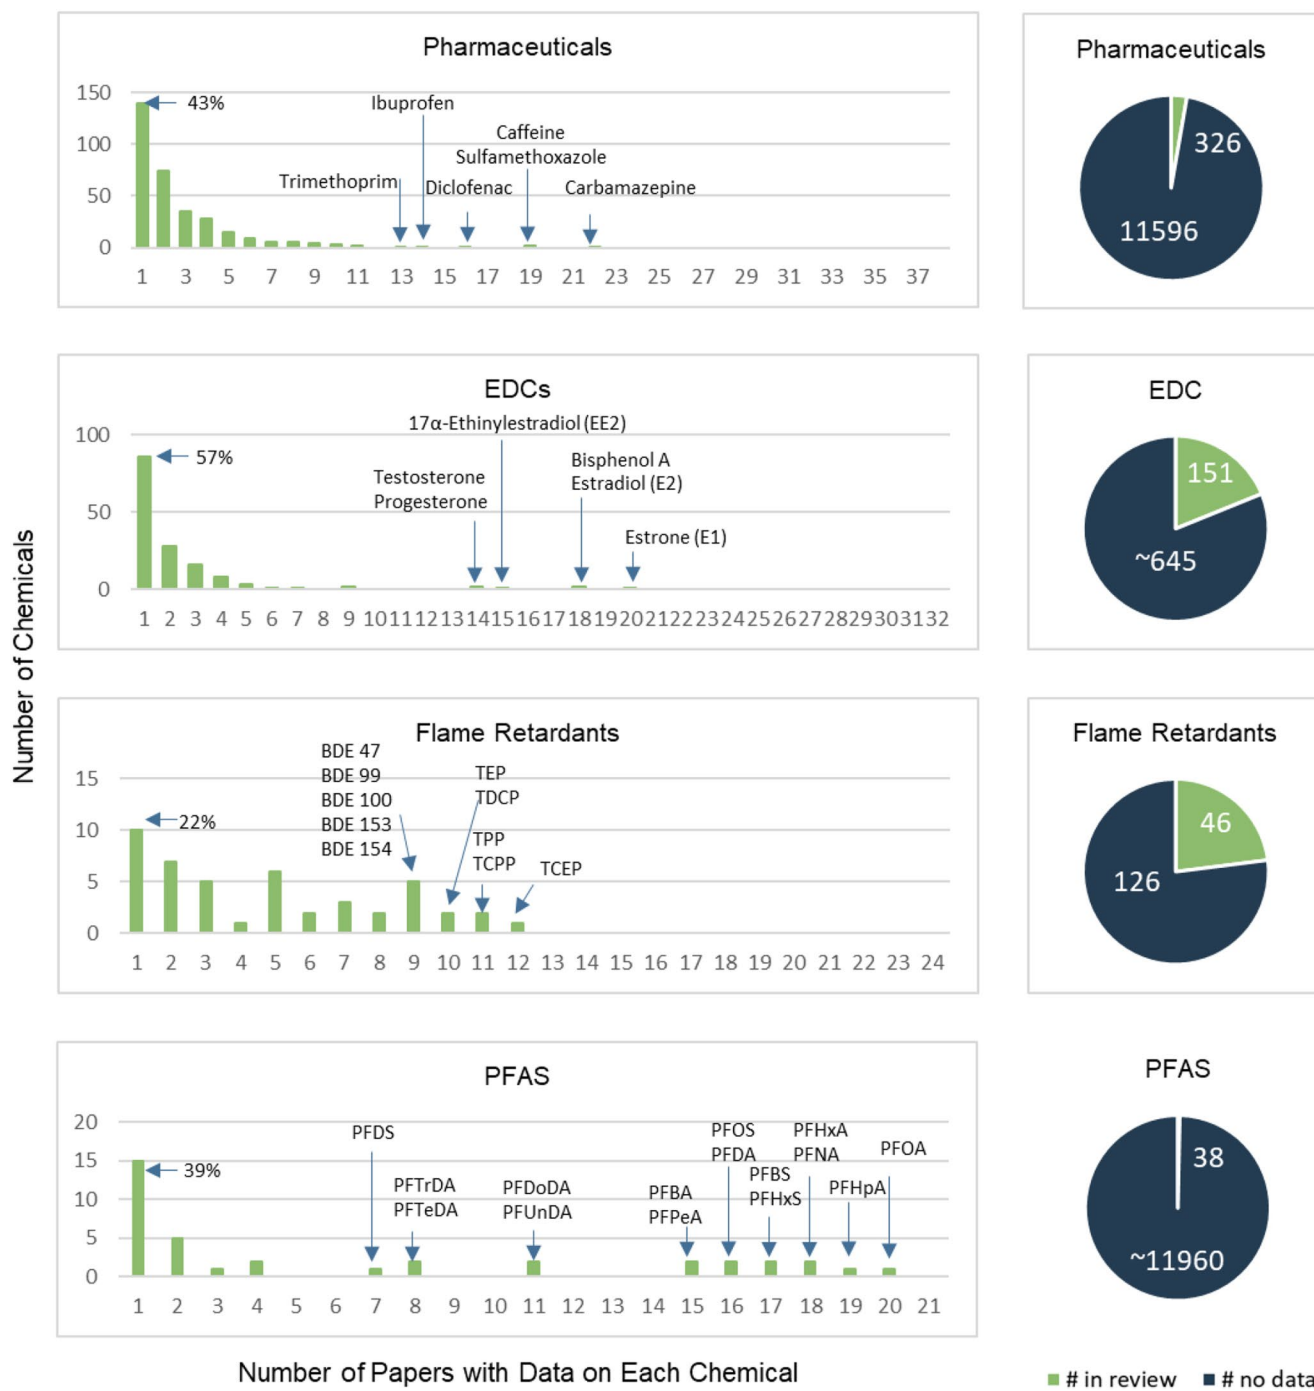 Pharmaceuticals
150
100
50
0
43%
Ibuprofen
Caffeine
Sulfamethoxazole
Trimethoprim
Diclofenac
Carbamazepine
1 3 5 7 9 11 13 15 17 19 21 23 25 27 29 31 33 35 37
Pharmaceuticals
326
11596
EDCs
100
50
0
57%
17α-Ethinylestradiol (EE2)
Testosterone
Progesterone
Bisphenol A
Estradiol (E2)
Estrone (E1)
1 2 3 4 5 6 7 8 9 10 11 12 13 14 15 16 17 18 19 20 21 22 23 24 25 26 27 28 29 30 31 32
EDC
151
~645
Number of Chemicals
Flame Retardants
15
10
5
0
22%
BDE 47
BDE 99
BDE 100
BDE 153
BDE 154
TEP
TDCP
TPP
TCPP
TCEP
1 2 3 4 5 6 7 8 9 10 11 12 13 14 15 16 17 18 19 20 21 22 23 24
Flame Retardants
46
126
PFAS
20
15
10
5
0
39%
PFDS
PFTrDA
PFTeDA
PFDoDA
PFUnDA
PFBA
PFPeA
PFOS
PFDA
PFBS
PFHxS
PFHxA
PFNA
PFHpA
PFOA
1 2 3 4 5 6 7 8 9 10 11 12 13 14 15 16 17 18 19 20 21
PFAS
38
~11960
Number of Papers with Data on Each Chemical
# in review
# no data